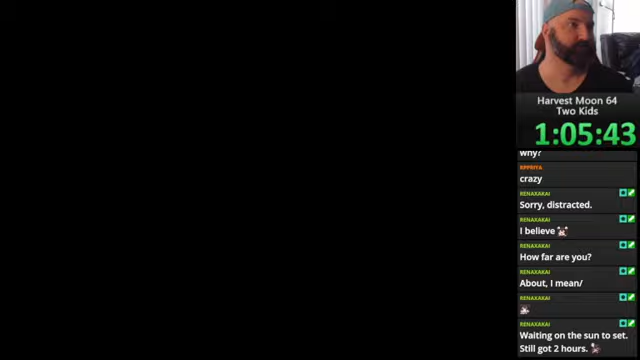 Harvest Moon 64
Two Kids
1:05:43
why?
crazy
RENAXAKAI
Sorry, distracted.
RENAXAKAI
I believe
RENAXAKAI
How far are you?
RENAXAKAI
About, I mean/
RENAXAKAI
RENAXAKAI
Waiting on the sun to set.
Still got 2 hours.